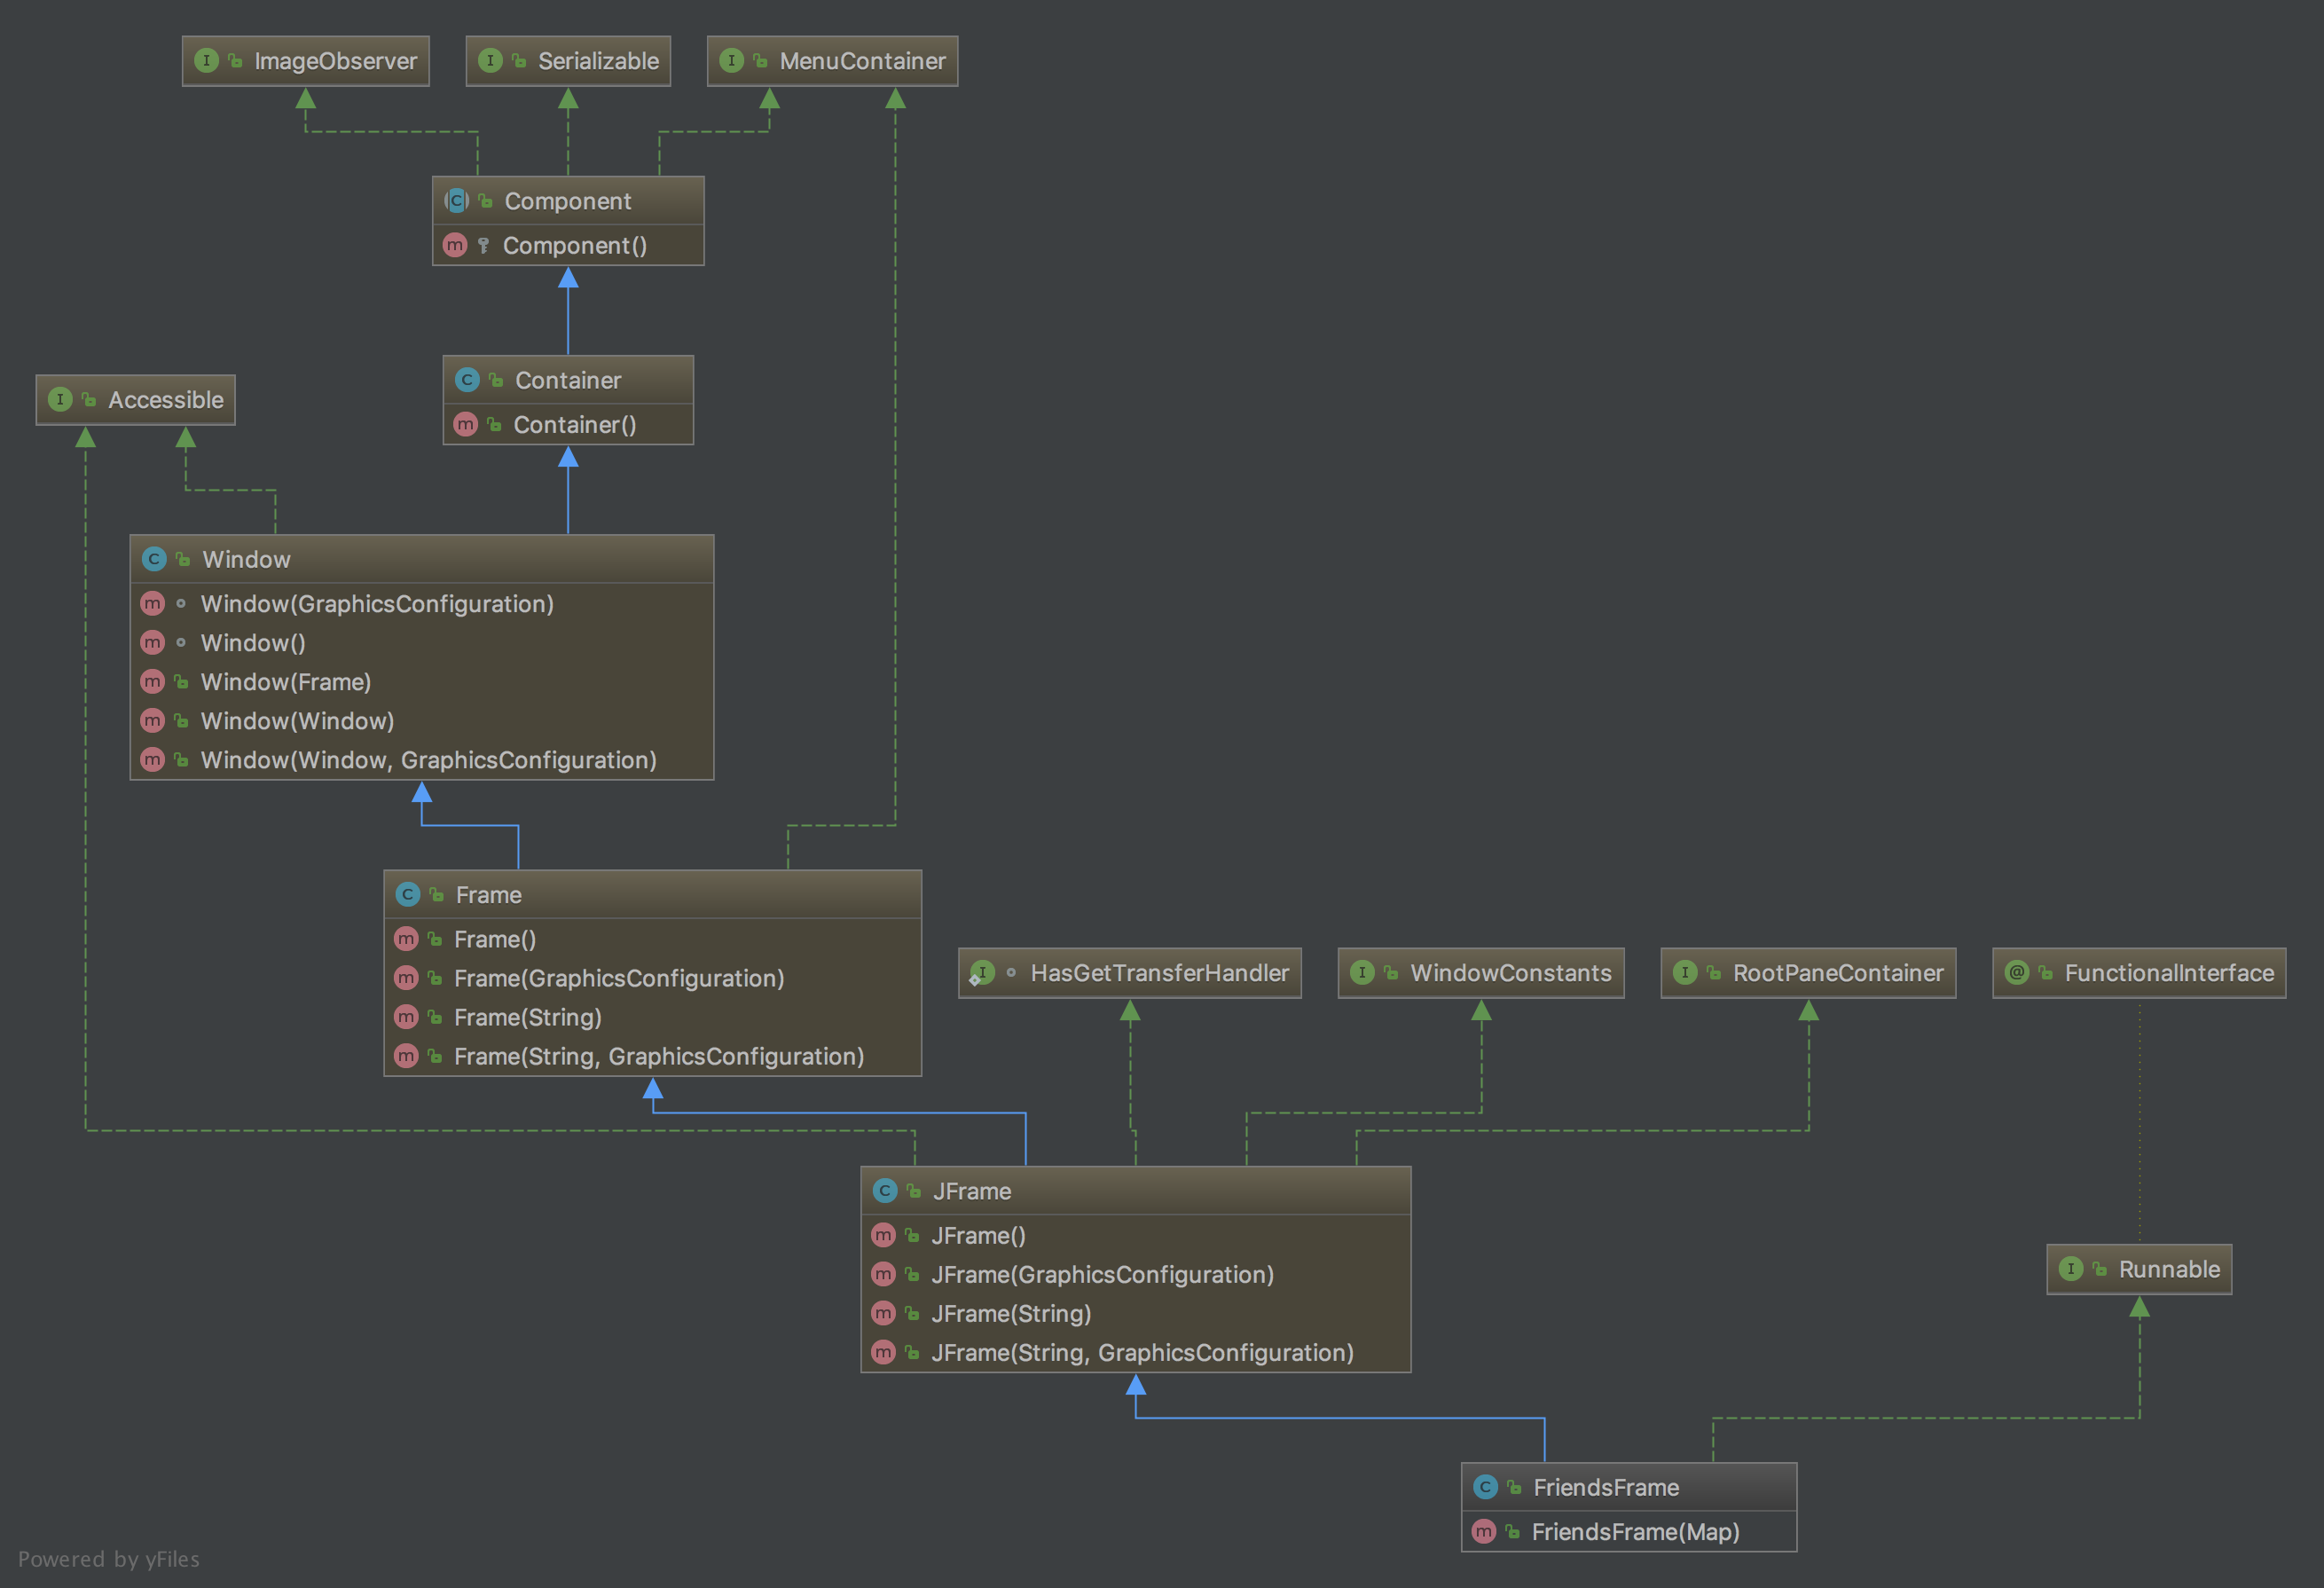 ImageObserver
Serializable
MenuContainer
Component
Component()
Container
Container()
Accessible
Window
Window(GraphicsConfiguration)
Window()
Window(Frame)
Window(Window)
Window(Window, GraphicsConfiguration)
Frame
Frame()
Frame(GraphicsConfiguration)
Frame(String)
Frame(String, GraphicsConfiguration)
HasGetTransferHandler
WindowConstants
RootPaneContainer
FunctionalInterface
JFrame
JFrame()
JFrame(GraphicsConfiguration)
JFrame(String)
JFrame(String, GraphicsConfiguration)
Runnable
FriendsFrame
FriendsFrame(Map)
Powered by yFiles